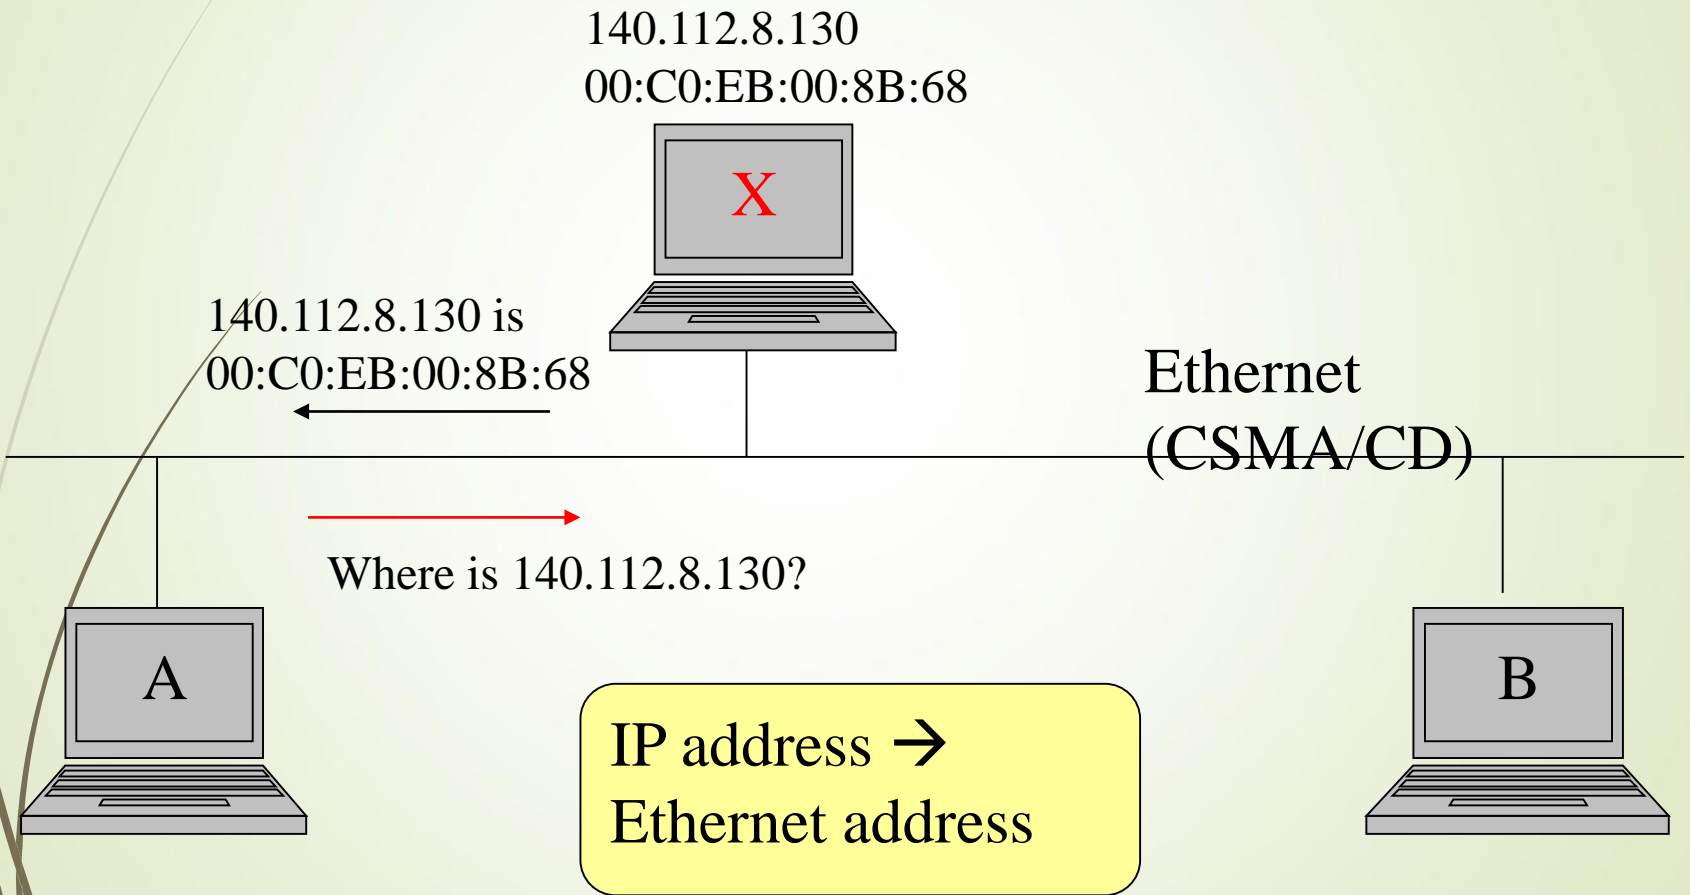 140.112.8.130
00:C0:EB:00:8B:68
X
140.112.8.130 is
00:C0:EB:00:8B:68
Ethernet
(CSMA/CD)
Where is 140.112.8.130?
A
B
IP address →
Ethernet address